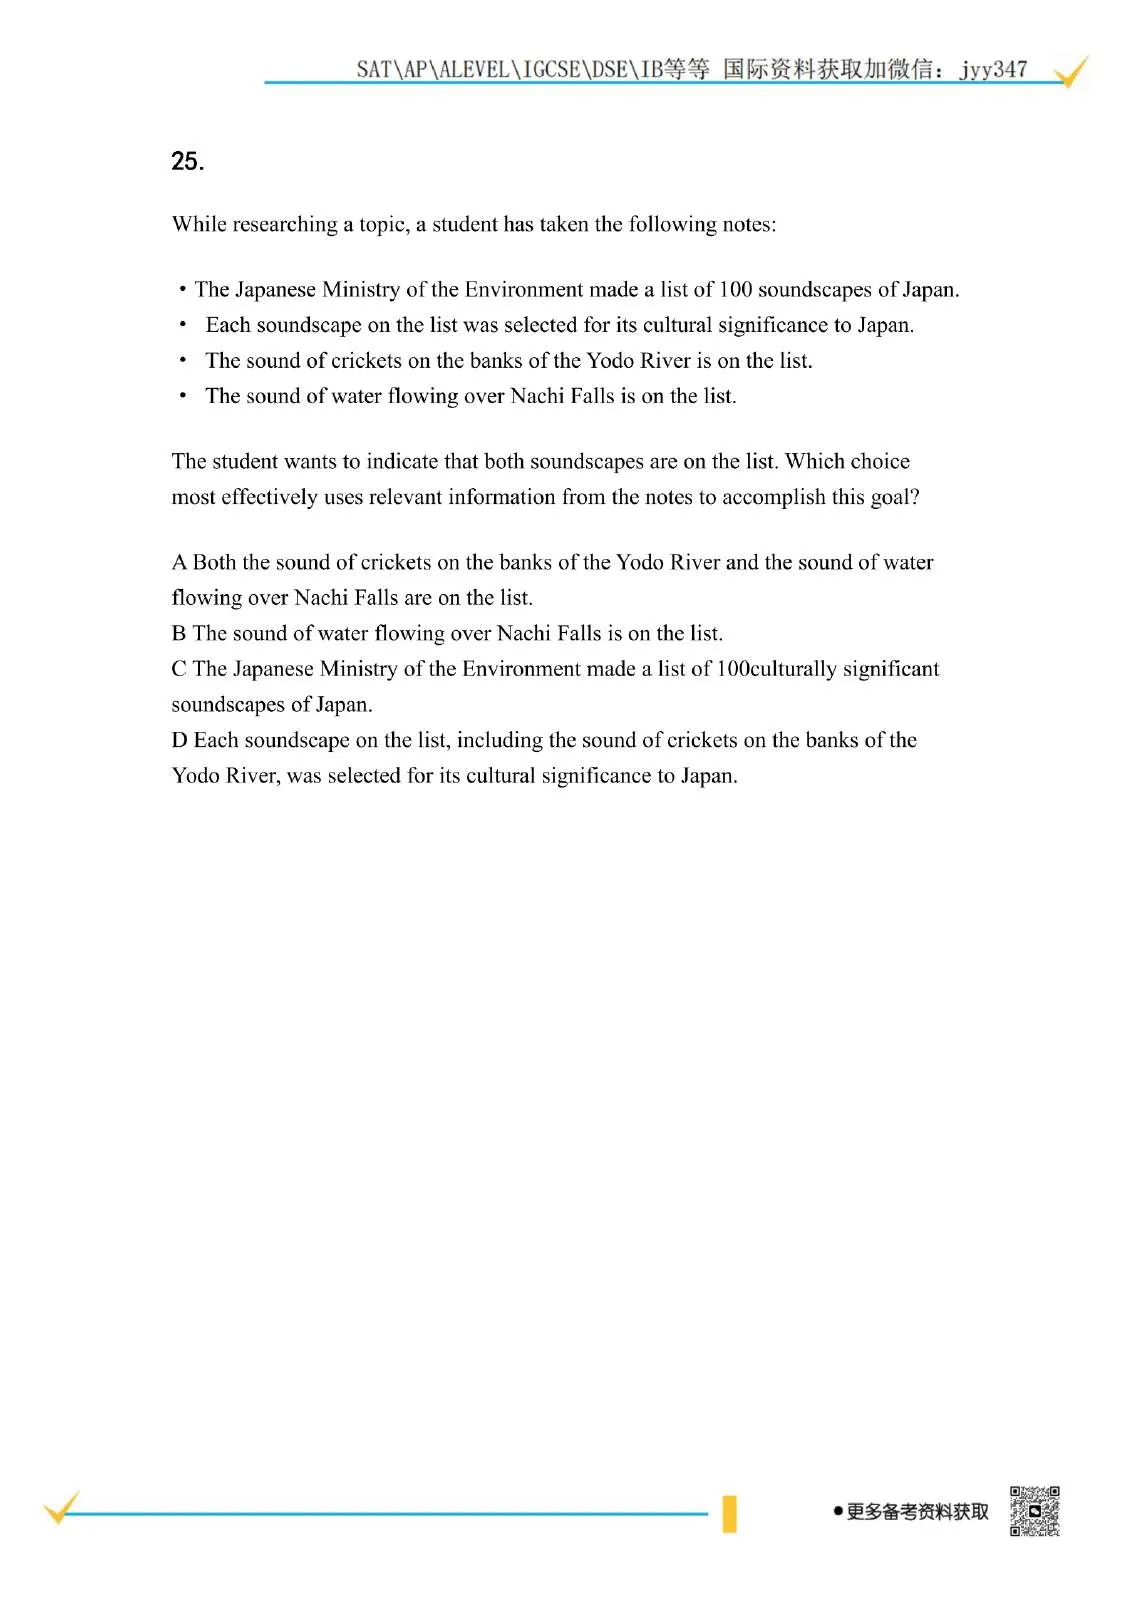 SAT\AP\ALEVEL\IGCSE\DSE\IB等等 国际资料获取加微信：jyy347
25.
While researching a topic, a student has taken the following notes:
• The Japanese Ministry of the Environment made a list of 100 soundscapes of Japan.
• Each soundscape on the list was selected for its cultural significance to Japan.
• The sound of crickets on the banks of the Yodo River is on the list.
• The sound of water flowing over Nachi Falls is on the list.
The student wants to indicate that both soundscapes are on the list. Which choice
most effectively uses relevant information from the notes to accomplish this goal?
A Both the sound of crickets on the banks of the Yodo River and the sound of water
flowing over Nachi Falls are on the list.
B The sound of water flowing over Nachi Falls is on the list.
C The Japanese Ministry of the Environment made a list of 100culturally significant
soundscapes of Japan.
D Each soundscape on the list, including the sound of crickets on the banks of the
Yodo River, was selected for its cultural significance to Japan.
•更多备考资料获取